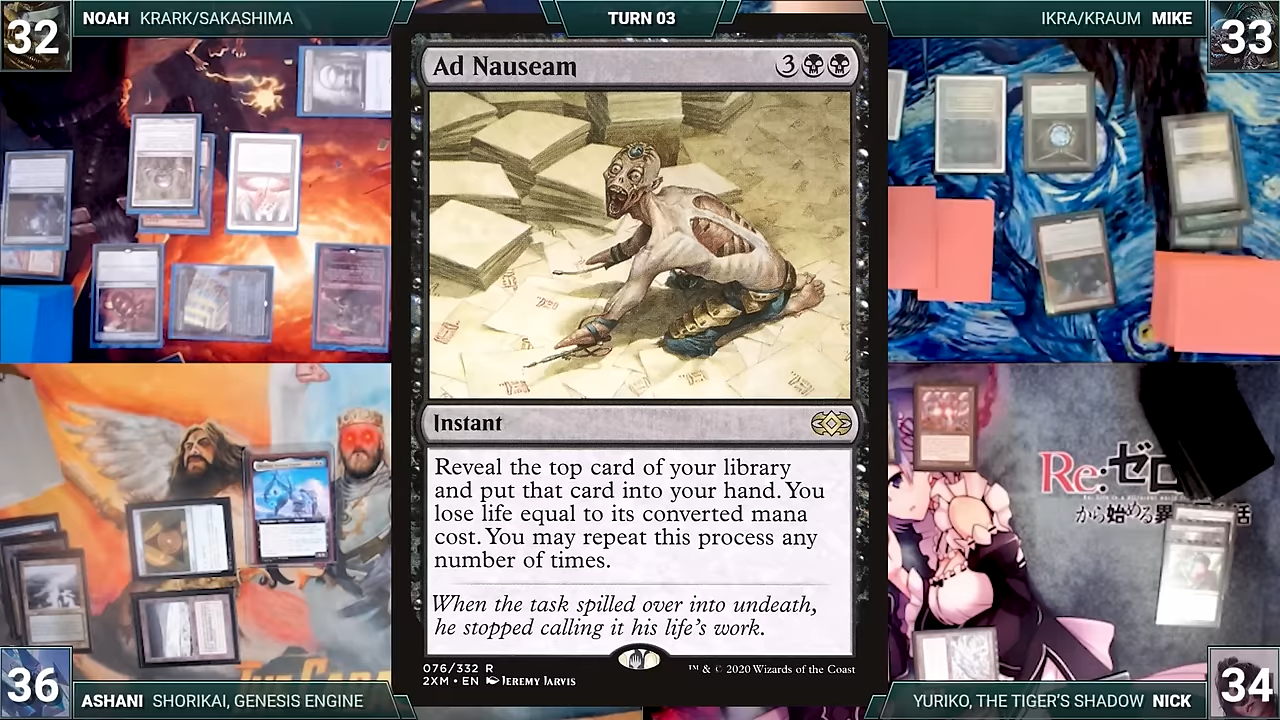 32
NOAH KRARK/SAKASHIMA
TURN 03
IKRA/KRAUM MIKE
33
Ad Nauseam
3
Instant
Reveal the top card of your library
and put that card into your hand. You
lose life equal to its converted mana
cost. You may repeat this process any
number of times.
When the task spilled over into undeath,
he stopped calling it his life's work.
076/332 R
2XM • EN JEREMY JARVIS
™ & © 2020 Wizards of the Coast
Re:ゼロ
から始める異
活
36
ASHANI SHORIKAI, GENESIS ENGINE
YURIKO, THE TIGER'S SHADOW NICK
34